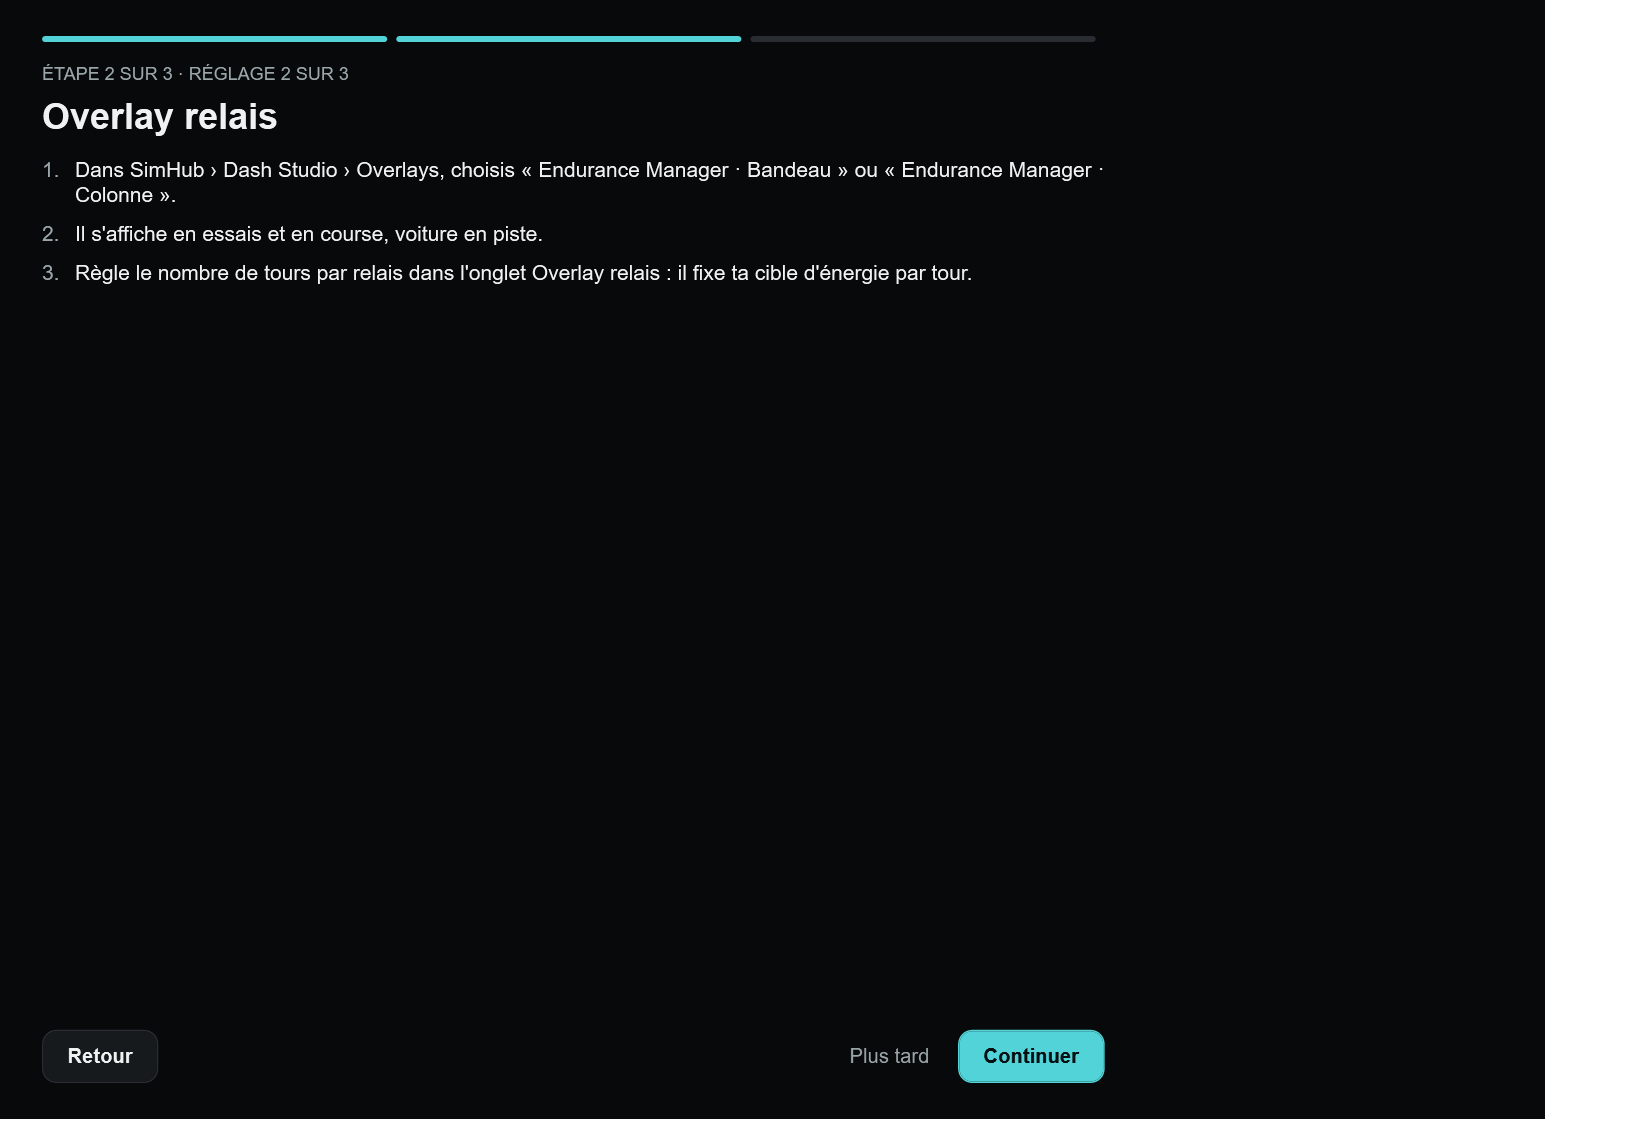 ÉTAPE 2 SUR 3 · RÉGLAGE 2 SUR 3
Overlay relais
1. Dans SimHub › Dash Studio › Overlays, choisis « Endurance Manager · Bandeau » ou « Endurance Manager ·
Colonne ».
2. Il s'affiche en essais et en course, voiture en piste.
3. Règle le nombre de tours par relais dans l'onglet Overlay relais : il fixe ta cible d'énergie par tour.
Retour
Plus tard
Continuer